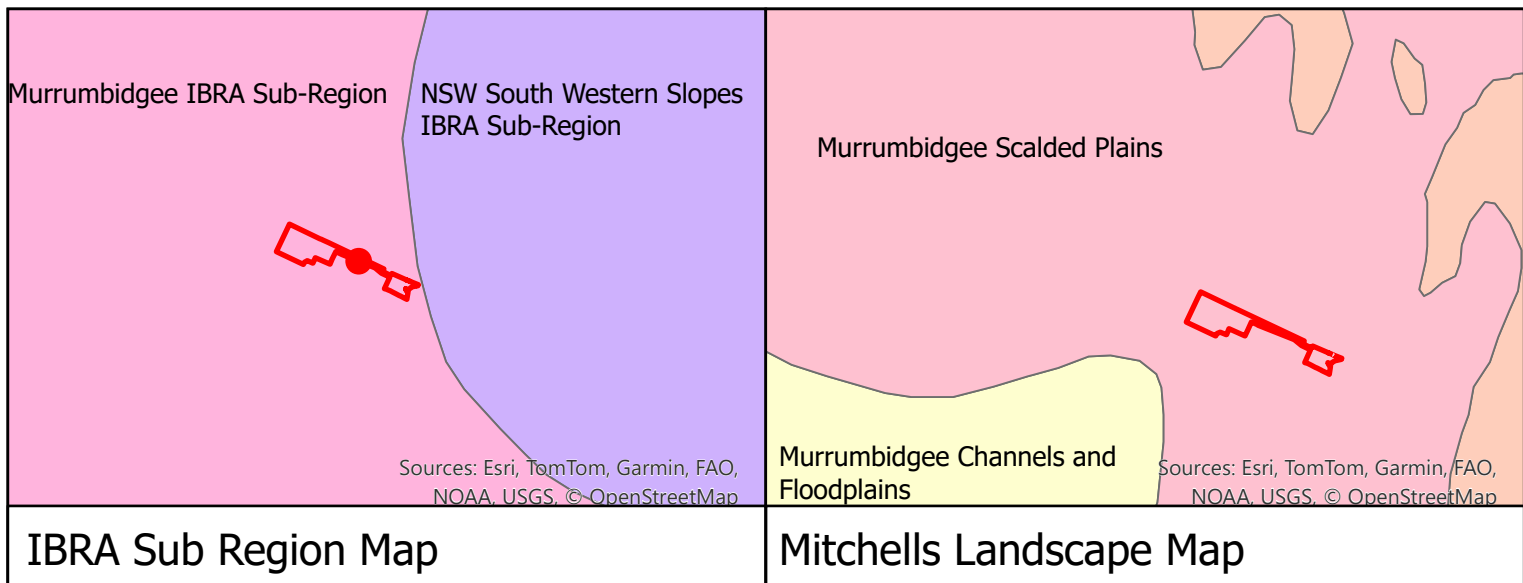 Murrumbidgee IBRA Sub-Region
NSW South Western Slopes
IBRA Sub-Region
Sources: Esri, TomTom, Garmin, FAO,
NOAA, USGS, © OpenStreetMap
IBRA Sub Region Map
Murrumbidgee Scalded Plains
Murrumbidgee Channels and
Floodplains
Sources: Esri, TomTom, Garmin, FAO,
NOAA, USGS, © OpenStreetMap
Mitchells Landscape Map